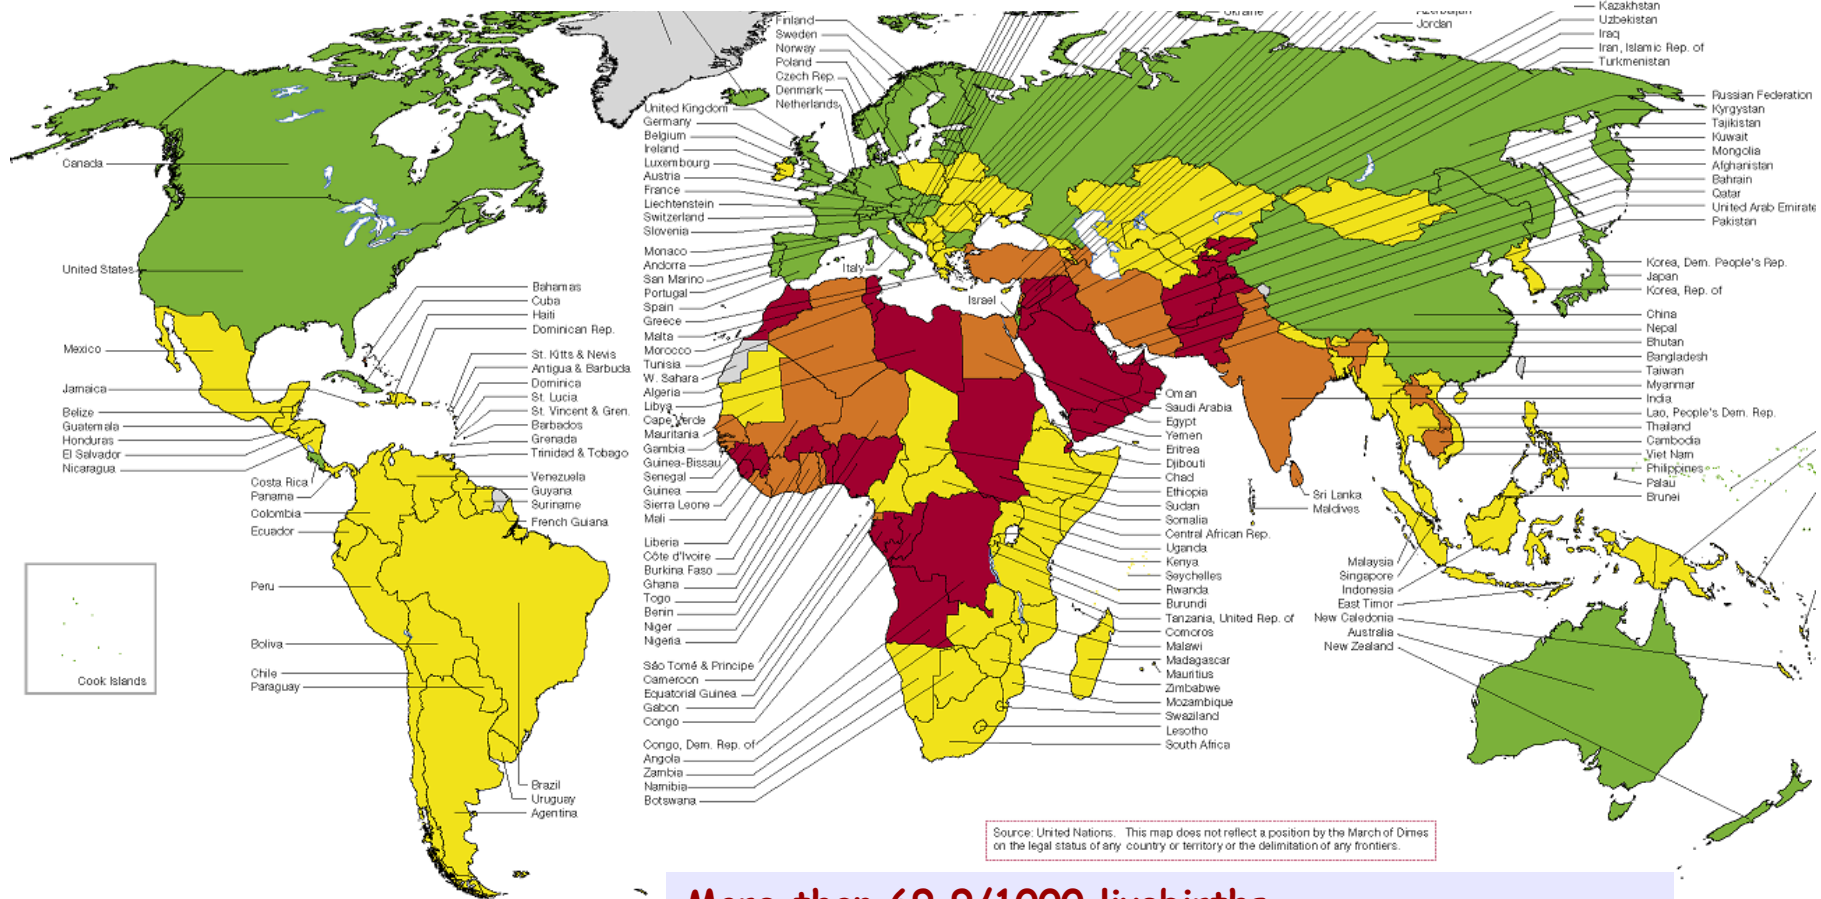 Canada
United States
Mexico
Jamaica
Belize
Guatemala
Honduras
El Salvador
Nicaragua
Bahamas
Cuba
Haiti
Dominican Rep.
St. Kitts & Nevis
Antigua & Barbuda
Dominica
St. Lucia
St. Vincent & Gren.
Barbados
Grenada
Trinidad & Tobago
Costa Rica
Panama
Colombia
Ecuador
Venezuela
Guyana
Suriname
French Guiana
Peru
Boliva
Chile
Paraguay
Brazil
Uruguay
Agentina
Cook Islands
Finland
Sweden
Norway
Poland
Czech Rep.
Denmark
Netherlands
United Kingdom
Germany
Belgium
Ireland
Luxembourg
Austria
France
Liechtenstein
Switzerland
Slovenia
Monaco
Andorra
San Marino
Portugal
Spain
Greece
Malta
Morocco
Tunisia
W. Sahara
Algeria
Libya
Cape Verde
Mauritania
Gambia
Guinea-Bissau
Senegal
Guinea
Sierra Leone
Mali
Liberia
Côte d'Ivoire
Burkina Faso
Ghana
Togo
Benin
Niger
Nigeria
São Tomé & Principe
Cameroon
Equatorial Guinea
Gabon
Congo
Congo, Dem. Rep. of
Angola
Zambia
Namibia
Botswana
Italy
Israel
Ukraine
Azerbaijan
Jordan
Kazakhstan
Uzbekistan
Iraq
Iran, Islamic Rep. of
Turkmenistan
Russian Federation
Kyrgystan
Tajikistan
Kuwait
Mongolia
Afghanistan
Bahrain
Qatar
United Arab Emirate
Pakistan
Korea, Dem. People's Rep.
Japan
Korea, Rep. of
China
Nepal
Bhutan
Bangladesh
Taiwan
Myanmar
India
Lao, People's Dem. Rep.
Thailand
Cambodia
Viet Nam
Philippines
Palau
Brunei
Oman
Saudi Arabia
Egypt
Yemen
Eritrea
Djibouti
Chad
Ethiopia
Sudan
Somalia
Central African Rep.
Uganda
Kenya
Seychelles
Rwanda
Burundi
Tanzania, United Rep. of
Comoros
Malawi
Madagascar
Mauritius
Zimbabwe
Mozambique
Swaziland
Lesotho
South Africa
Sri Lanka
Maldives
Malaysia
Singapore
Indonesia
East Timor
New Caledonia
Australia
New Zealand
Source: United Nations. This map does not reflect a position by the March of Dimes
on the legal status of any country or territory or the delimitation of any frontiers.
More than 69.9/1000 livebirths